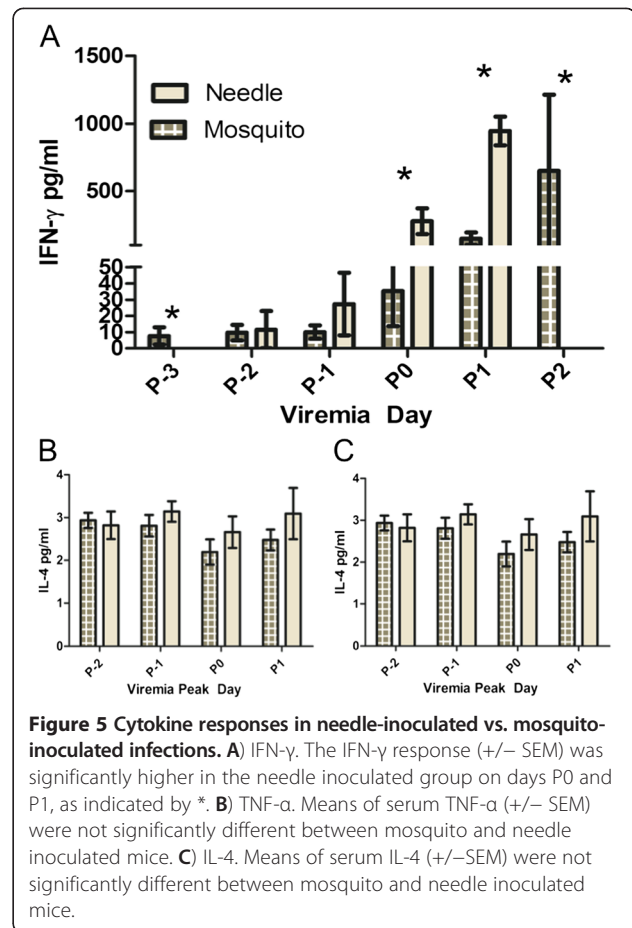 A
1500
1000
500
50
40
30
20
10
0
IFN-γ pg/ml
Needle
Mosquito
*
*
*
*
P-3
P-2
P-1
P0
P1
P2
Viremia Day
B
4
3
2
1
0
IL-4 pg/ml
P-2
P-1
P0
P1
Viremia Peak Day
C
4
3
2
1
0
IL-4 pg/ml
P-2
P-1
P0
P1
Viremia Peak Day
Figure 5 Cytokine responses in needle-inoculated vs. mosquito-
inoculated infections. A) IFN-γ. The IFN-γ response (+/− SEM) was
significantly higher in the needle inoculated group on days P0 and
P1, as indicated by *. B) TNF-α. Means of serum TNF-α (+/− SEM)
were not significantly different between mosquito and needle
inoculated mice. C) IL-4. Means of serum IL-4 (+/−SEM) were not
significantly different between mosquito and needle inoculated
mice.